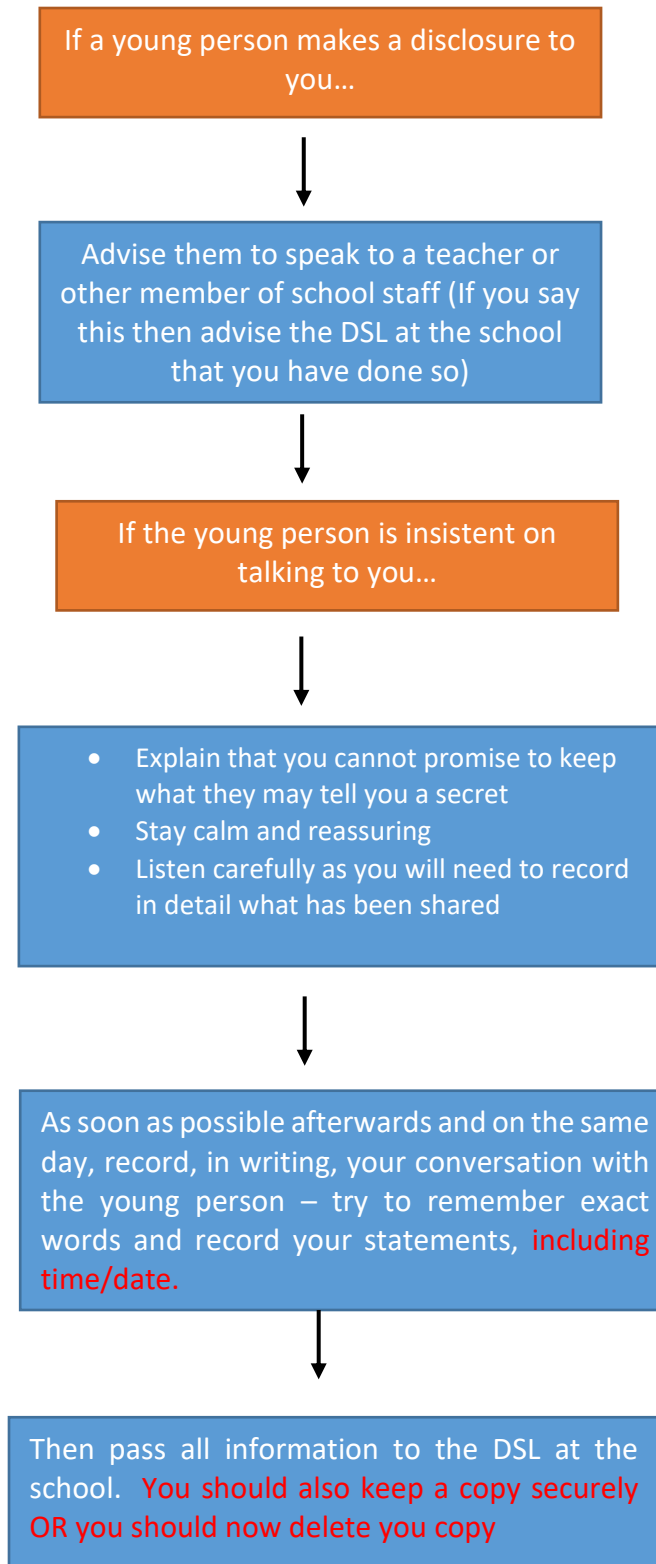 If a young person makes a disclosure to
you…
Advise them to speak to a teacher or
other member of school staff (If you say
this then advise the DSL at the school
that you have done so)
If the young person is insistent on
talking to you…
• Explain that you cannot promise to keep
what they may tell you a secret
• Stay calm and reassuring
• Listen carefully as you will need to record
in detail what has been shared
As soon as possible afterwards and on the same
day, record, in writing, your conversation with
the young person – try to remember exact
words and record your statements, including
time/date.
Then pass all information to the DSL at the
school. You should also keep a copy securely
OR you should now delete you copy